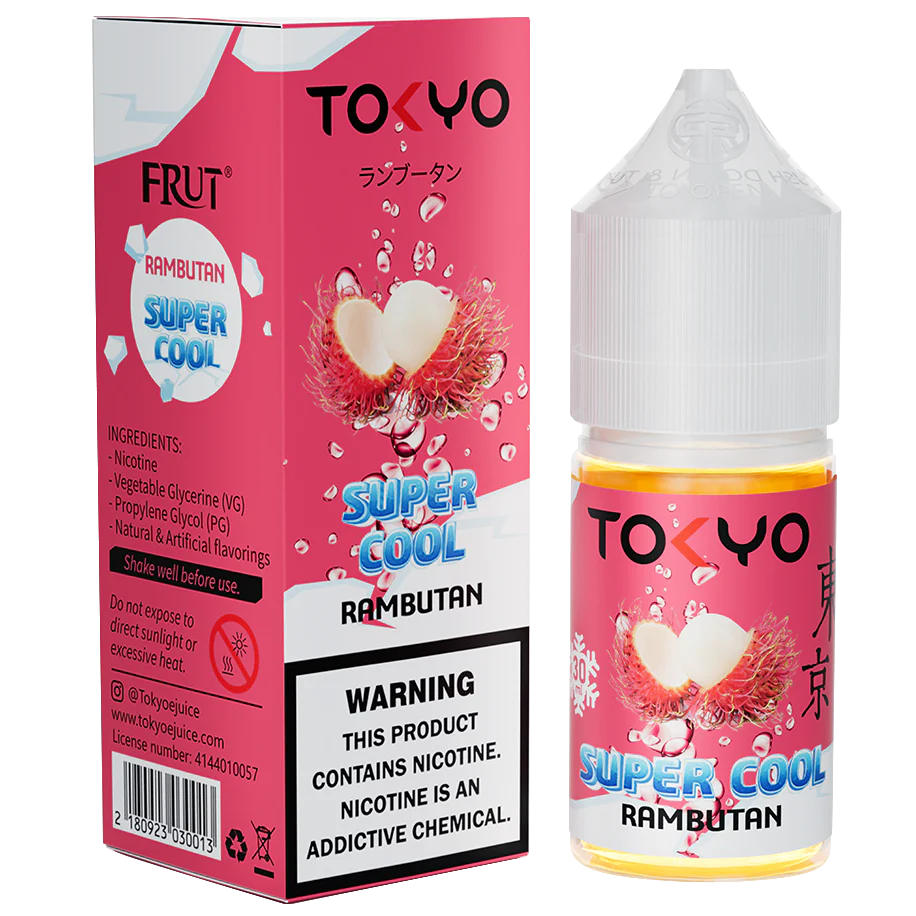 TOKYO
ランブータン
SUPER
COOL
RAMBUTAN
WARNING
THIS PRODUCT
CONTAINS NICOTINE.
NICOTINE IS AN
ADDICTIVE CHEMICAL.
FRUT®
RAMBUTAN
SUPER
COOL
INGREDIENTS:
- Nicotine
- Vegetable Glycerine (VG)
- Propylene Glycol (PG)
- Natural & Artificial flavorings
Shake well before use.
Do not expose to
direct sunlight or
excessive heat.
@Tokyoejuice
www.tokyoejuice.com
License number: 4144010057
2 180923 030013
TOKYO
東京
30
SUPER COOL
RAMBUTAN